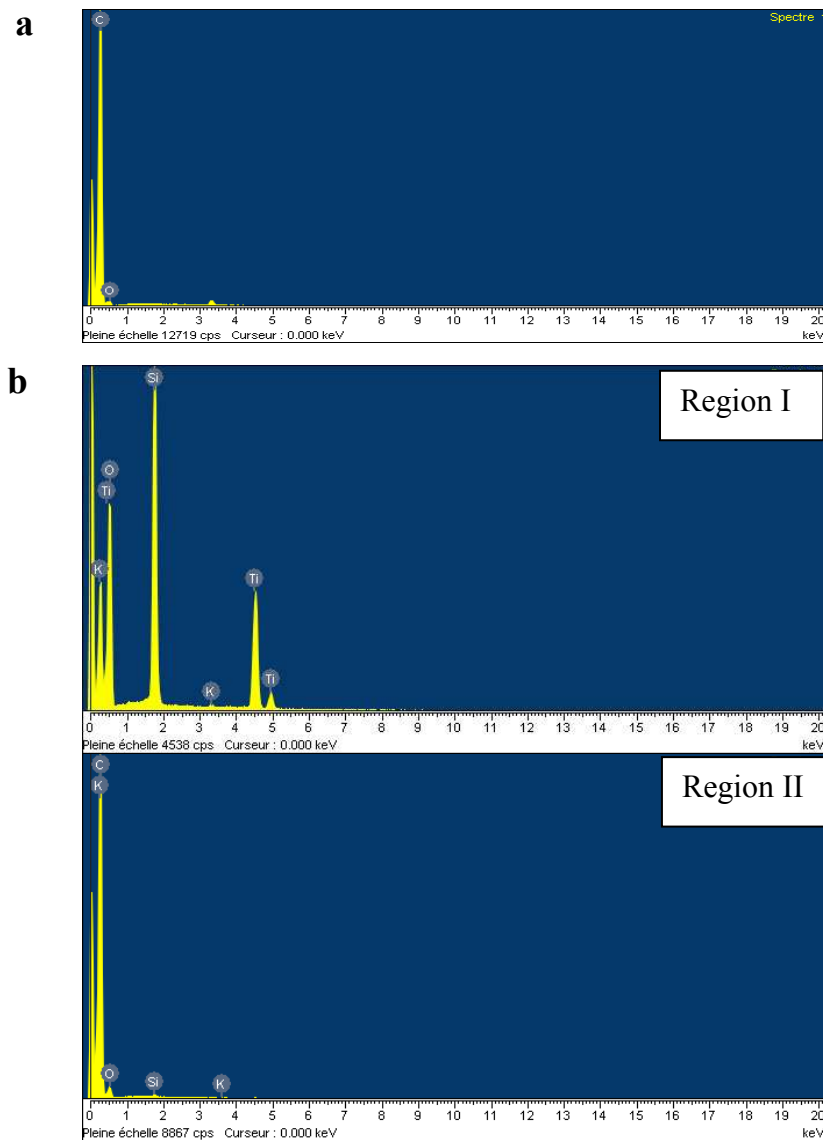 a
Spectre
C
O
0 1 2 3 4 5 6 7 8 9 10 11 12 13 14 15 16 17 18 19 20
Pleine échelle 12719 cps Curseur : 0.000 keV keV
b
Region I
Si
O
Ti
K
Ti
K
Ti
0 1 2 3 4 5 6 7 8 9 10 11 12 13 14 15 16 17 18 19 20
Pleine échelle 4538 cps Curseur : 0.000 keV keV
Region II
C
K
O
Si
K
0 1 2 3 4 5 6 7 8 9 10 11 12 13 14 15 16 17 18 19 20
Pleine échelle 8867 cps Curseur : 0.000 keV keV